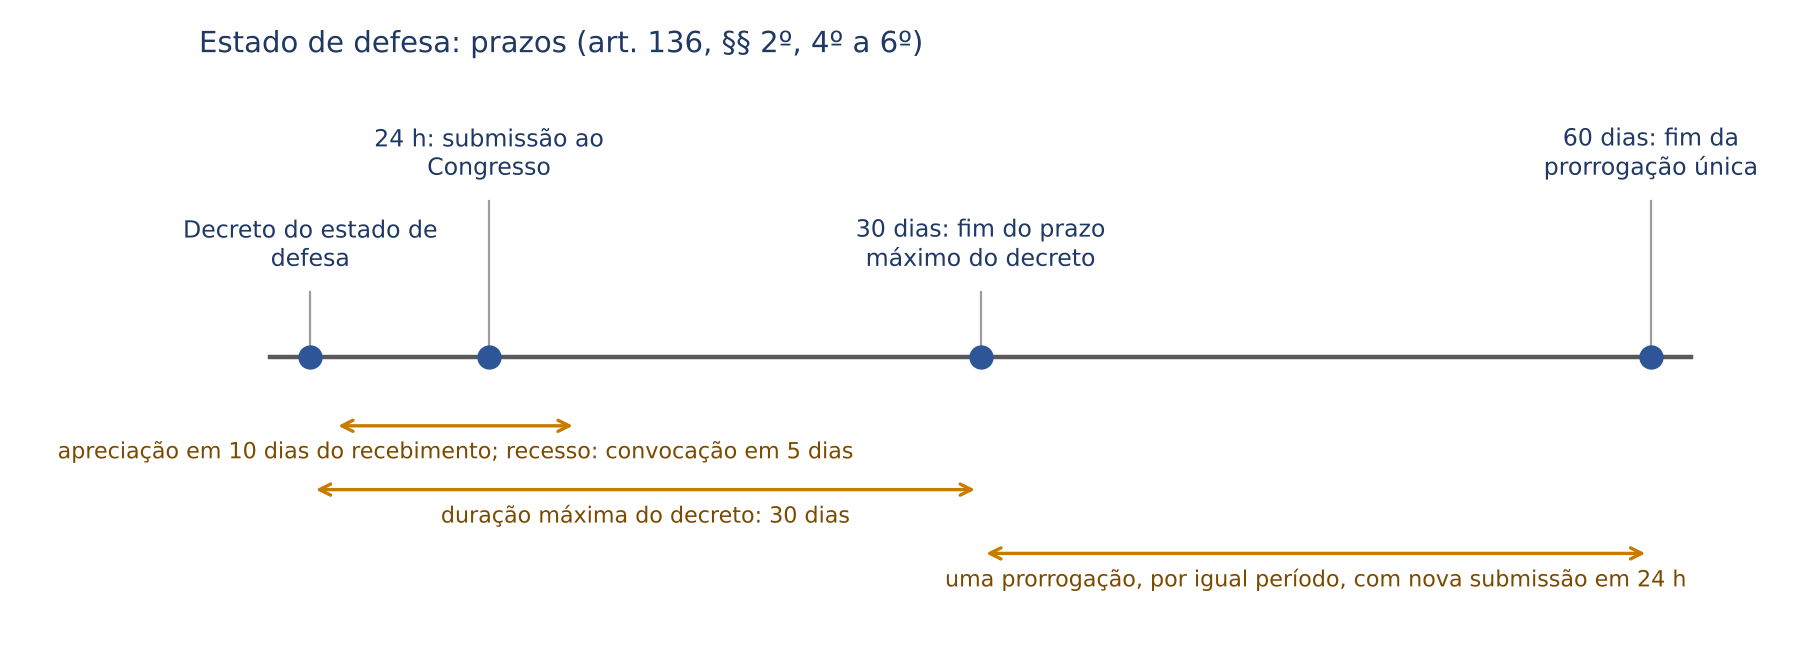 Estado de defesa: prazos (art. 136, §§ 2º, 4º a 6º)
24 h: submissão ao
Congresso
60 dias: fim da
prorrogação única
Decreto do estado de
defesa
30 dias: fim do prazo
máximo do decreto
apreciação em 10 dias do recebimento; recesso: convocação em 5 dias
duração máxima do decreto: 30 dias
uma prorrogação, por igual período, com nova submissão em 24 h